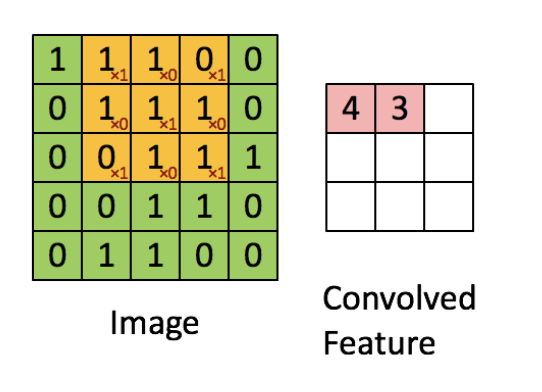 1 1×1 1×0 0×1 0
0 1×0 1×1 1×0 0 4 3
0 0×1 1×0 1×1 1
0 0 1 1 0
0 1 1 0 0
Image
Convolved
Feature